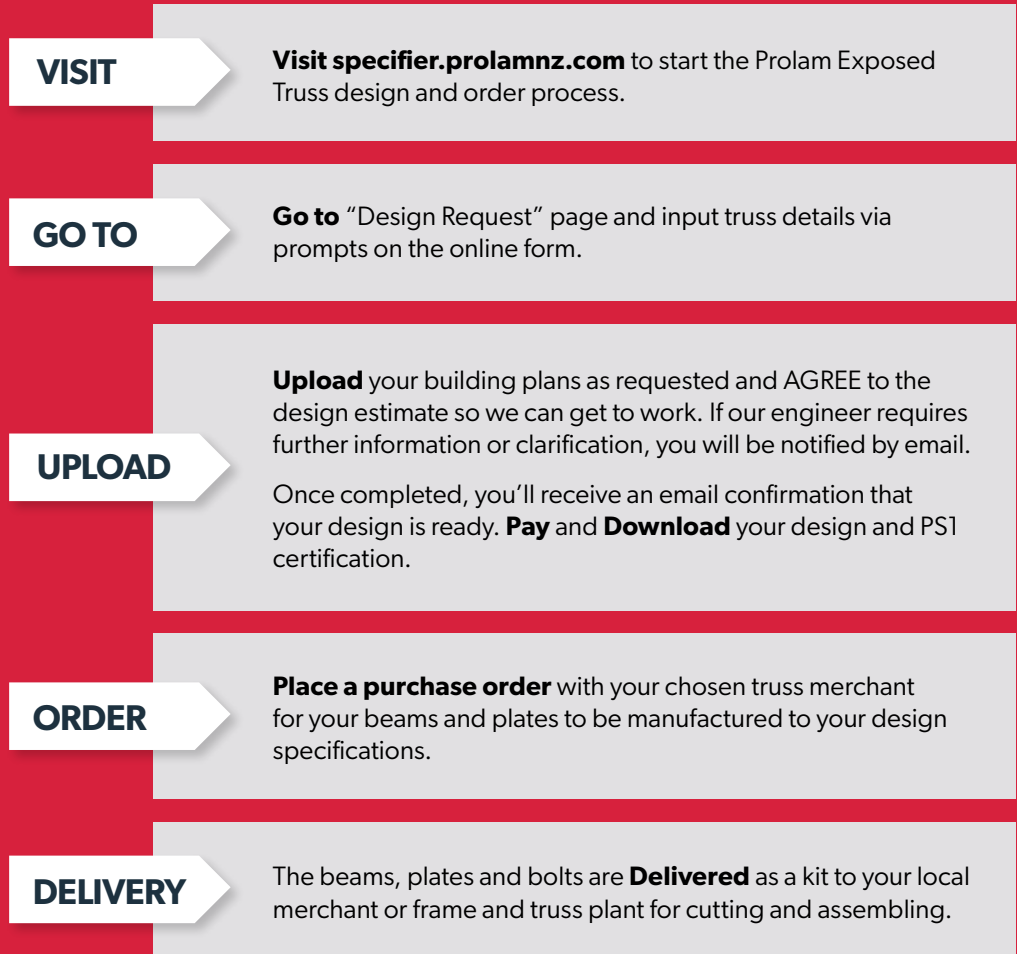 VISIT
Visit specifier.prolamnz.com to start the Prolam Exposed
Truss design and order process.
GO TO
Go to “Design Request” page and input truss details via
prompts on the online form.
UPLOAD
Upload your building plans as requested and AGREE to the
design estimate so we can get to work. If our engineer requires
further information or clarification, you will be notified by email.
Once completed, you’ll receive an email confirmation that
your design is ready. Pay and Download your design and PS1
certification.
ORDER
Place a purchase order with your chosen truss merchant
for your beams and plates to be manufactured to your design
specifications.
DELIVERY
The beams, plates and bolts are Delivered as a kit to your local
merchant or frame and truss plant for cutting and assembling.